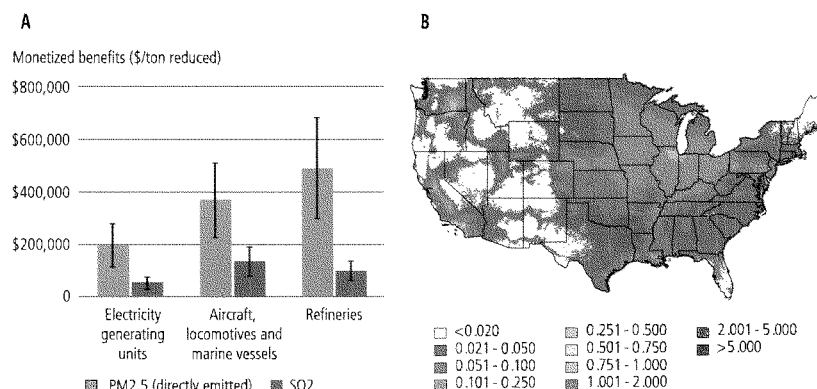 A
Monetized benefits ($/ton reduced)
$800,000
$600,000
$400,000
$200,000
0
Electricity
generating
units
Aircraft,
locomotives and
marine vessels
Refineries
PM2.5 (directly emitted)
SO2
B
<0.020
0.021 - 0.050
0.051 - 0.100
0.101 - 0.250
0.251 - 0.500
0.501 - 0.750
0.751 - 1.000
1.001 - 2.000
2.001 - 5.000
>5.000